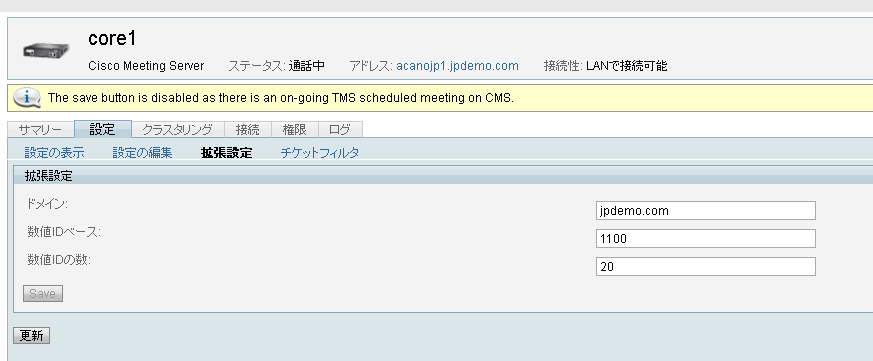 core1
Cisco Meeting Server ステータス: 通話中 アドレス: acanojp1.jpdemo.com 接続性: LANで接続可能
The save button is disabled as there is an on-going TMS scheduled meeting on CMS.
サマリー 設定 クラスタリング 接続 権限 ログ
設定の表示 設定の編集 拡張設定 チケットフィルタ
拡張設定
ドメイン: jpdemo.com
数値IDベース: 1100
数値IDの数: 20
Save
更新